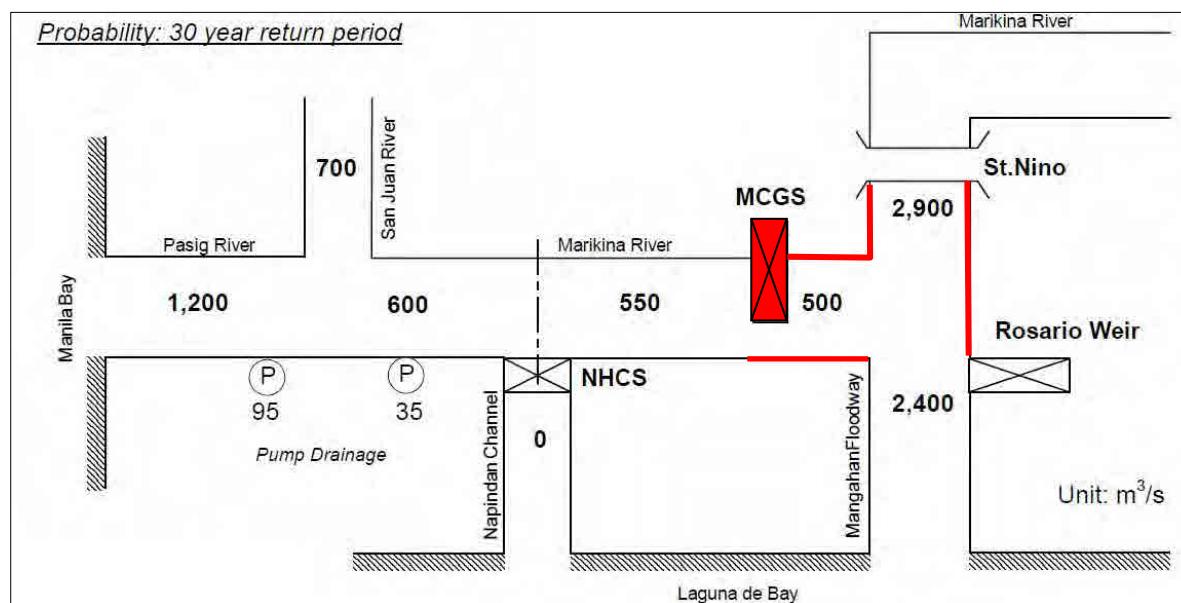 Probability: 30 year return period
Marikina River
700
San Juan River
St.Nino
MCGS
2,900
Pasig River
Marikina River
Manila Bay
1,200
600
550
500
Rosario Weir
P
P
NHCS
95
35
2,400
Pump Drainage
Napindan Channel
0
MangahanFloodway
Unit: m³/s
Laguna de Bay